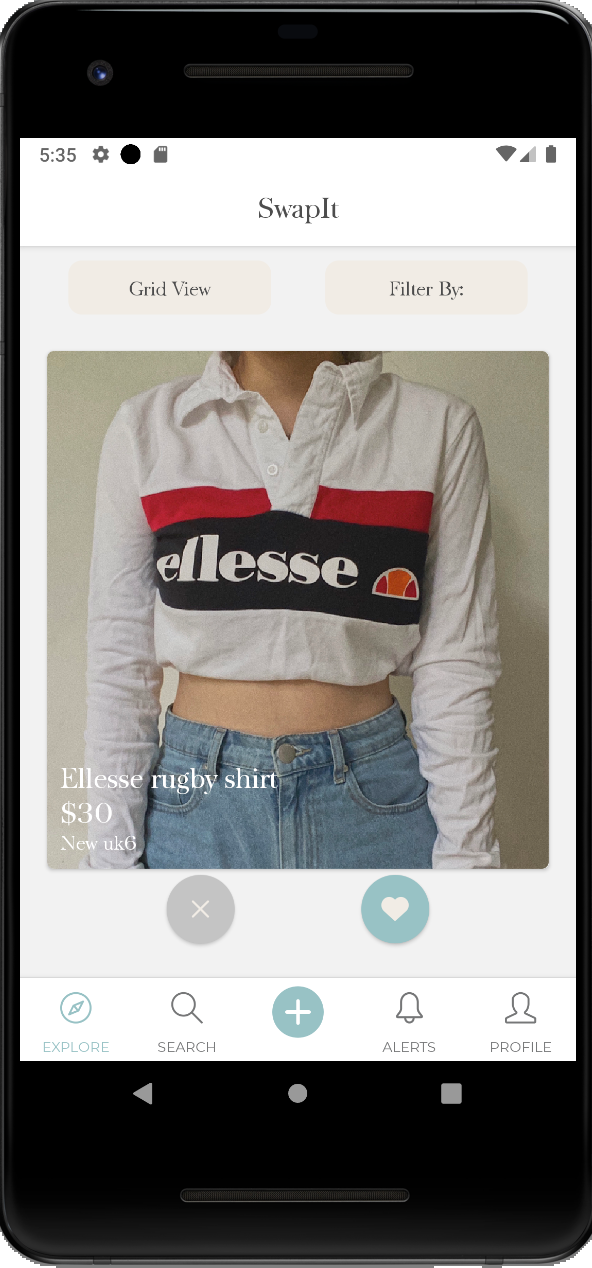 5:35
SwapIt
Grid View
Filter By:
ellesse
Ellesse rugby shirt
$30
New uk6
EXPLORE
SEARCH
ALERTS
PROFILE